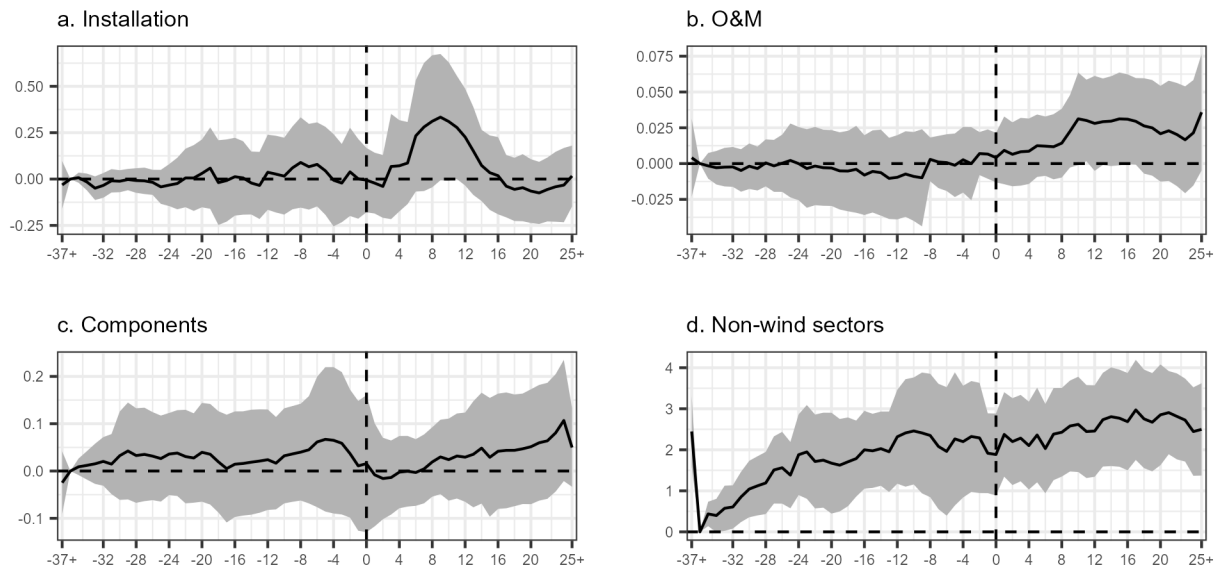 a. Installation
0.50
0.25
0.00
-0.25
-37+ -32 -28 -24 -20 -16 -12 -8 -4 0 4 8 12 16 20 25+
b. O&M
0.075
0.050
0.025
0.000
-0.025
-37+ -32 -28 -24 -20 -16 -12 -8 -4 0 4 8 12 16 20 25+
c. Components
0.2
0.1
0.0
-0.1
-37+ -32 -28 -24 -20 -16 -12 -8 -4 0 4 8 12 16 20 25+
d. Non-wind sectors
4
3
2
1
0
-37+ -32 -28 -24 -20 -16 -12 -8 -4 0 4 8 12 16 20 25+